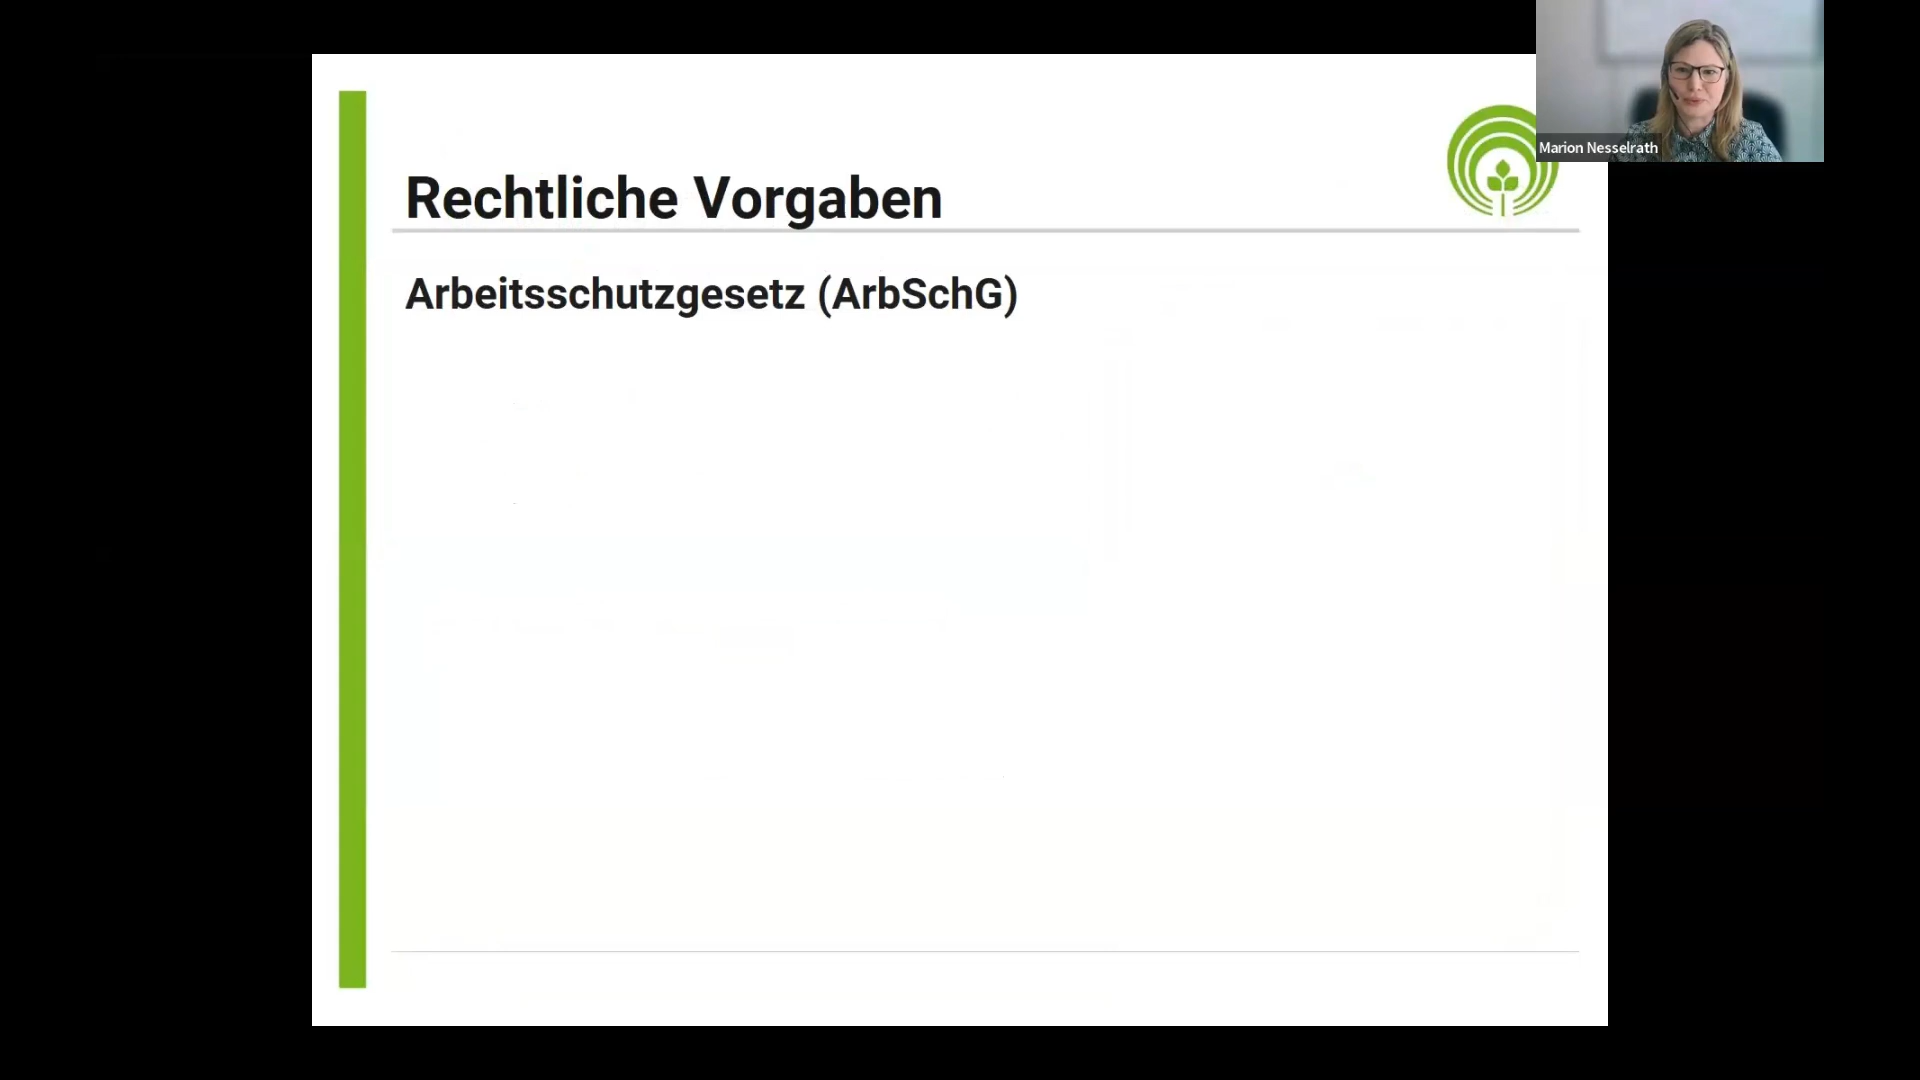 Marion Nesselrath
Rechtliche Vorgaben
Arbeitsschutzgesetz (ArbSchG)